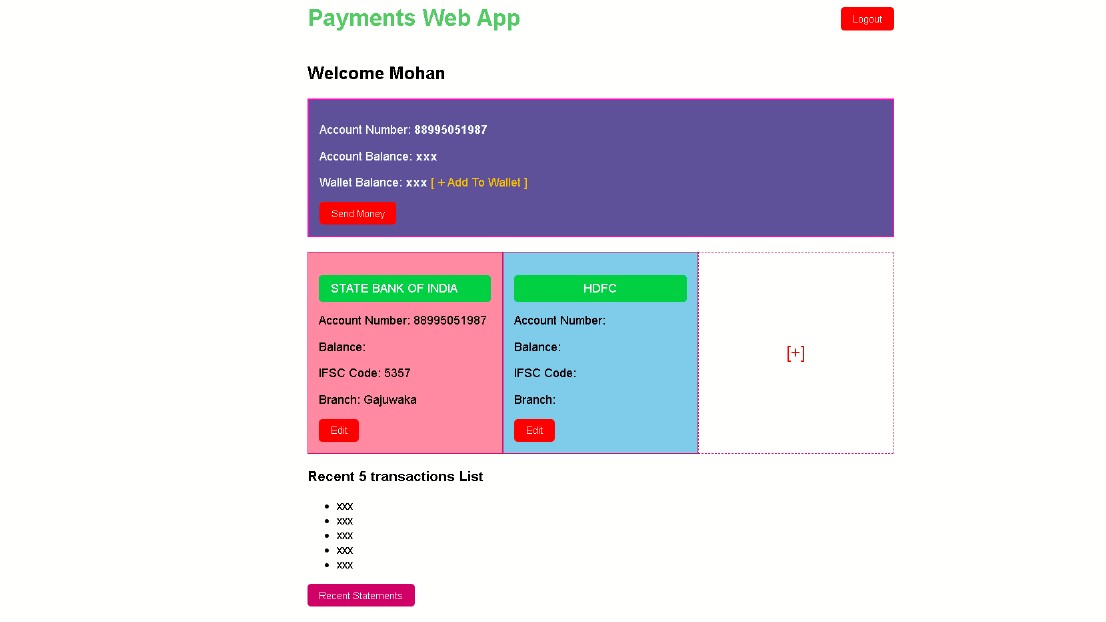 Payments Web App
Logout
Welcome Mohan
Account Number: 88995051987
Account Balance: xxx
Wallet Balance: xxx [ + Add To Wallet ]
Send Money
STATE BANK OF INDIA
Account Number: 88995051987
Balance:
IFSC Code: 5357
Branch: Gajuwaka
Edit
HDFC
Account Number:
Balance:
IFSC Code:
Branch:
Edit
[+]
Recent 5 transactions List
• xxx
• xxx
• xxx
• xxx
• xxx
Recent Statements